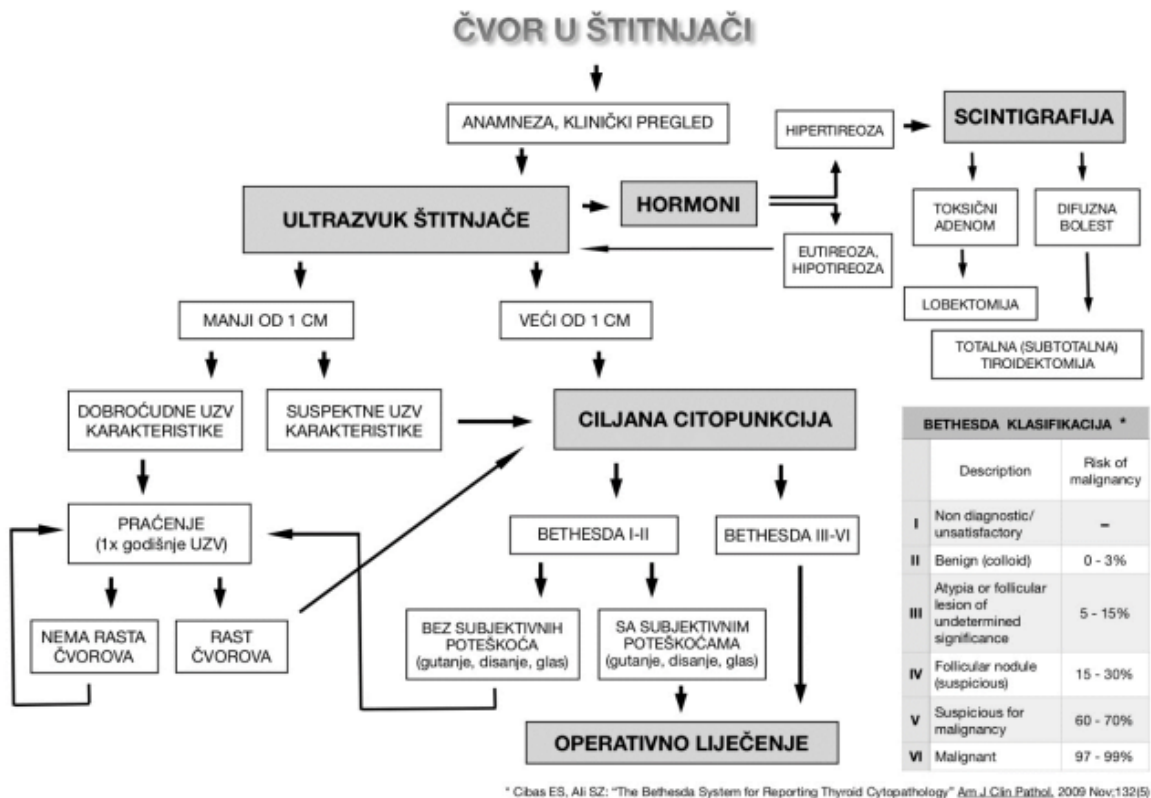 ČVOR U ŠTITNJAČI
ANAMNEZA, KLINIČKI PREGLED
HIPERTIREOZA
SCINTIGRAFIJA
ULTRAZVUK ŠTITNJAČE
HORMONI
TOKSIČNI
ADENOM
DIFUZNA
BOLEST
EUTIREOZA,
HIPOTIREOZA
LOBEKTOMIJA
TOTALNA (SUBTOTALNA)
TIROIDEKTOMIJA
MANJI OD 1 CM
VEĆI OD 1 CM
DOBROĆUDNE UZV
KARAKTERISTIKE
SUSPEKTNE UZV
KARAKTERISTIKE
CILJANA CITOPUNKCIJA
PRAĆENJE
(1x godišnje UZV)
BETHESDA I-II
BETHESDA III-VI
NEMA RASTA
ČVOROVA
RAST
ČVOROVA
BEZ SUBJEKTIVNIH
POTEŠKOĆA
(gutanje, disanje, glas)
SA SUBJEKTIVNIM
POTEŠKOĆAMA
(gutanje, disanje, glas)
OPERATIVNO LIJEČENJE
BETHESDA KLASIFIKACIJA *
Description
Risk of
malignancy
I
Non diagnostic/
unsatisfactory
–
II Benign (colloid) 0 - 3%
III
Atypia or follicular
lesion of
undetermined
significance
5 - 15%
IV
Follicular nodule
(suspicious)
15 - 30%
V
Suspicious for
malignancy
60 - 70%
VI Malignant 97 - 99%
* Cibas ES, Ali SZ: "The Bethesda System for Reporting Thyroid Cytopathology" Am J Clin Pathol. 2009 Nov;132(5)